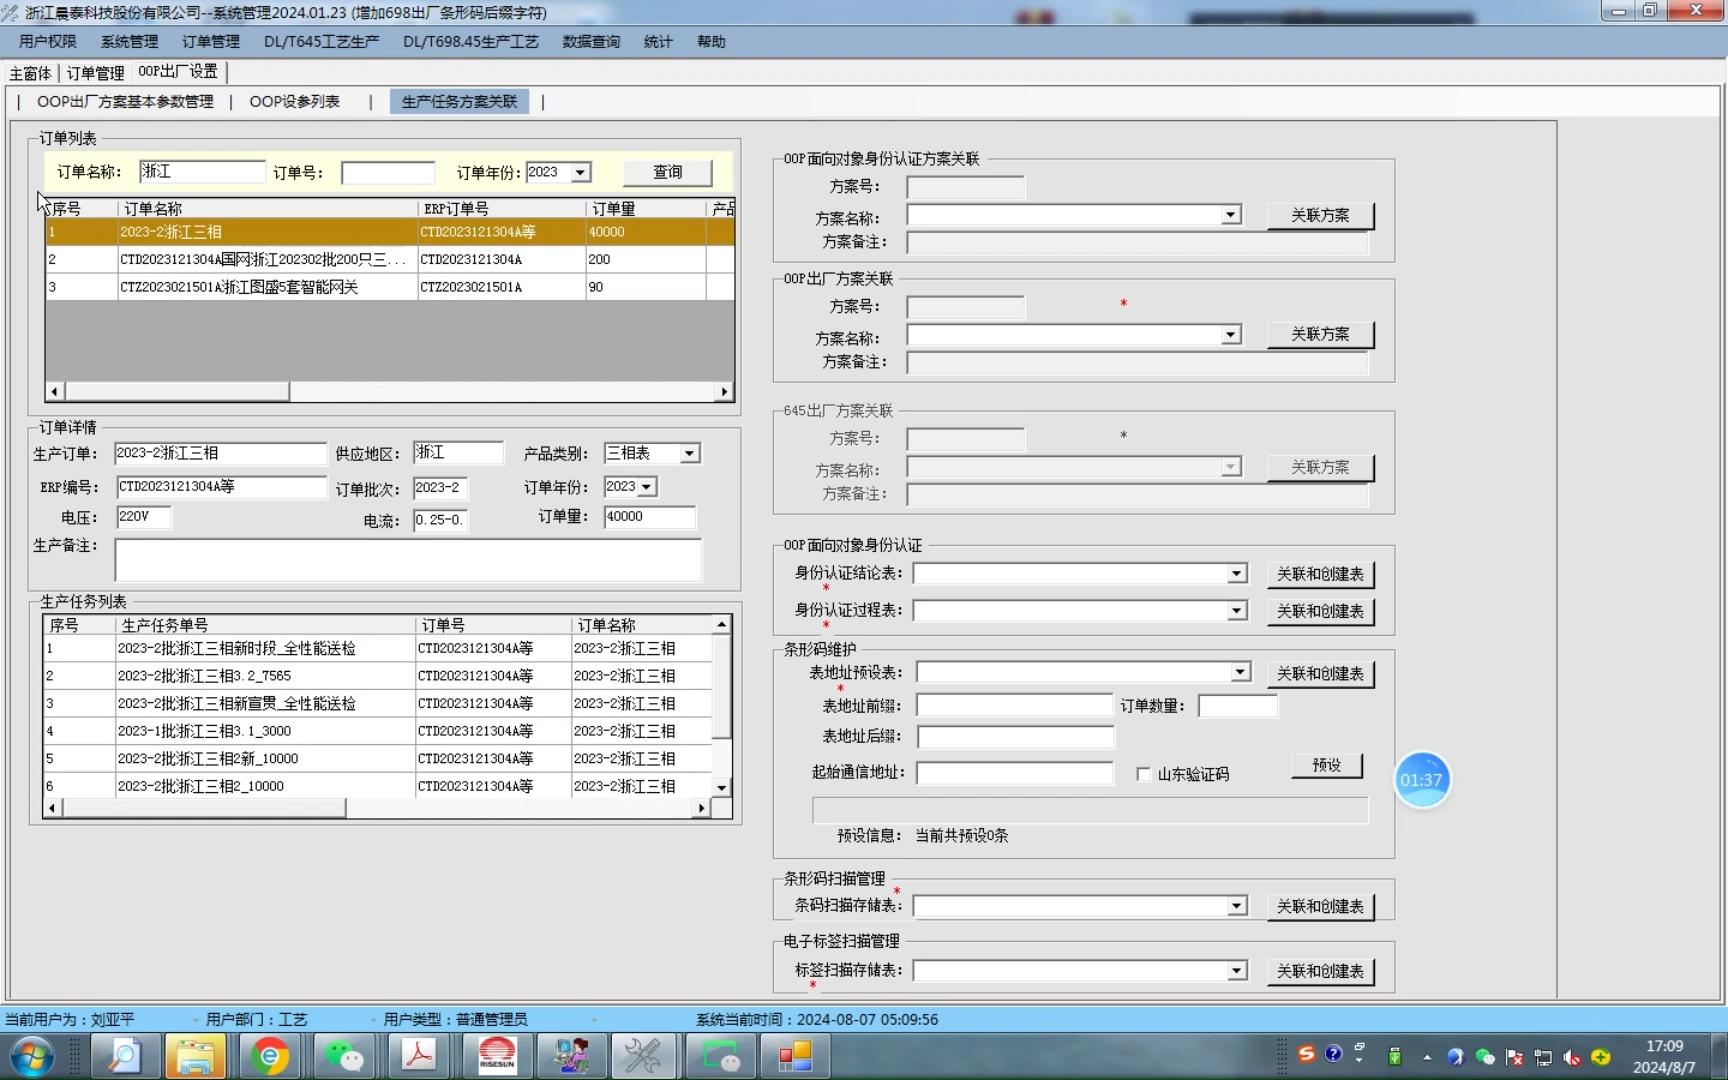 浙江晨泰科技股份有限公司--系统管理2024.01.23 (增加698出厂条形码后缀字符)
用户权限 系统管理 订单管理 DL/T645工艺生产 DL/T698.45生产工艺 数据查询 统计 帮助
主窗体 订单管理 OOP出厂设置
OOP出厂方案基本参数管理 | OOP设参列表 | 生产任务方案关联 |
订单列表
订单名称： 浙江 订单号： 订单年份： 2023 查询
序号 订单名称 ERP订单号 订单量 产品
1 2023-2浙江三相 CTD2023121304A等 40000
2 CTD2023121304A国网浙江202302批200只三... CTD2023121304A 200
3 CTZ2023021501A浙江图盛5套智能网关 CTZ2023021501A 90
订单详情
生产订单： 2023-2浙江三相 供应地区： 浙江 产品类别： 三相表
ERP编号： CTD2023121304A等 订单批次： 2023-2 订单年份： 2023
电压： 220V 电流： 0.25-0. 订单量： 40000
生产备注：
生产任务列表
序号 生产任务单号 订单号 订单名称
1 2023-2批浙江三相新时段_全性能送检 CTD2023121304A等 2023-2浙江三相
2 2023-2批浙江三相3.2_7565 CTD2023121304A等 2023-2浙江三相
3 2023-2批浙江三相新宣贯_全性能送检 CTD2023121304A等 2023-2浙江三相
4 2023-1批浙江三相3.1_3000 CTD2023121304A等 2023-2浙江三相
5 2023-2批浙江三相2新_10000 CTD2023121304A等 2023-2浙江三相
6 2023-2批浙江三相2_10000 CTD2023121304A等 2023-2浙江三相
OOP面向对象身份认证方案关联
方案号：
方案名称： 关联方案
方案备注：
OOP出厂方案关联
方案号： *
方案名称： 关联方案
方案备注：
645出厂方案关联
方案号： *
方案名称： 关联方案
方案备注：
OOP面向对象身份认证
身份认证结论表： 关联和创建表
*
身份认证过程表： 关联和创建表
*
条形码维护
表地址预设表： 关联和创建表
*
表地址前缀： 订单数量：
表地址后缀：
起始通信地址： 山东验证码 预设
预设信息： 当前共预设0条
01:37
条形码扫描管理
*
条码扫描存储表： 关联和创建表
电子标签扫描管理
标签扫描存储表： 关联和创建表
*
当前用户为：刘亚平 用户部门：工艺 用户类型：普通管理员 系统当前时间：2024-08-07 05:09:56
RISESUN
17:09
2024/8/7